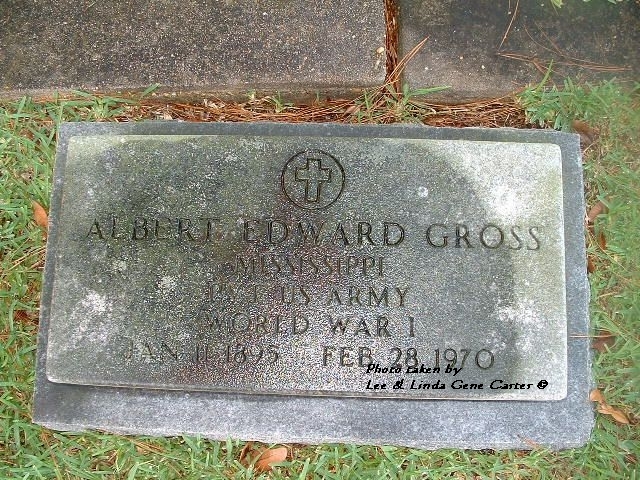 ALBERT EDWARD GROSS
MISSISSIPPI
PVT US ARMY
WORLD WAR I
JAN 11 1895 FEB 28 1970
Photo taken by
Lee & Linda Gene Carter ©